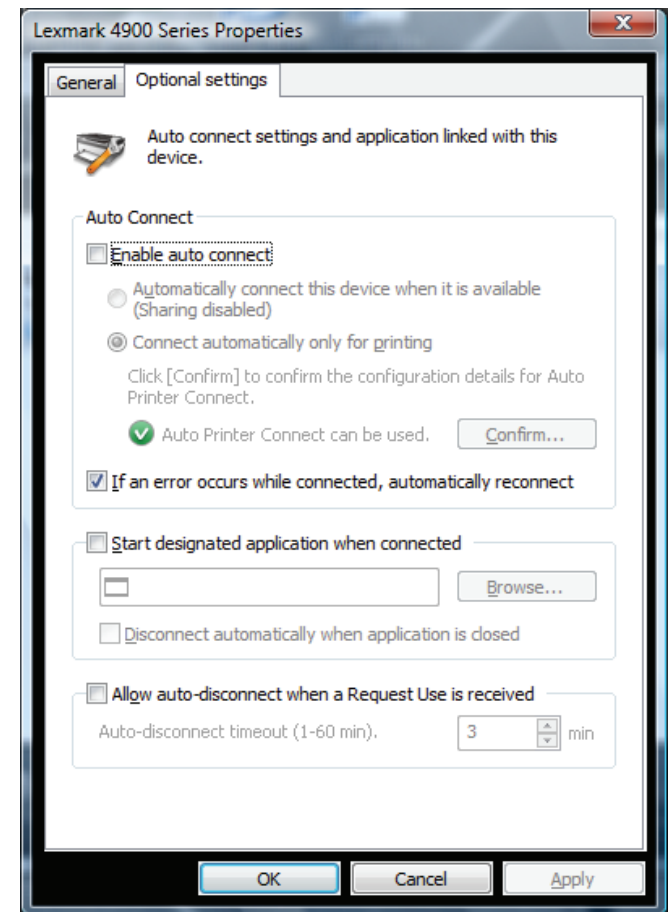 Lexmark 4900 Series Properties
General Optional settings
Auto connect settings and application linked with this
device.
Auto Connect
Enable auto connect
Automatically connect this device when it is available
(Sharing disabled)
Connect automatically only for printing
Click [Confirm] to confirm the configuration details for Auto
Printer Connect.
Auto Printer Connect can be used. Confirm...
If an error occurs while connected, automatically reconnect
Start designated application when connected
Browse...
Disconnect automatically when application is closed
Allow auto-disconnect when a Request Use is received
Auto-disconnect timeout (1-60 min). 3 min
OK Cancel Apply